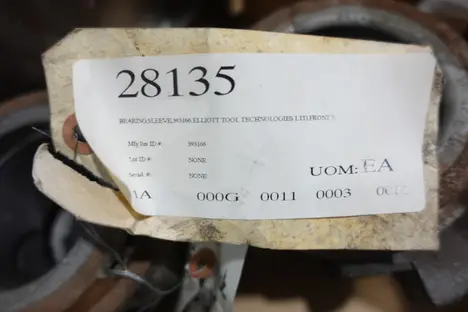 28135
BEARING,SLEEVE,393166,ELLIOTT TOOL TECHNOLOGIES LTD,FRONT
Mfg Itm ID #: 393166
Lot ID #: NONE
Serial #: NONE
UOM: EA
1A 000G 0011 0003